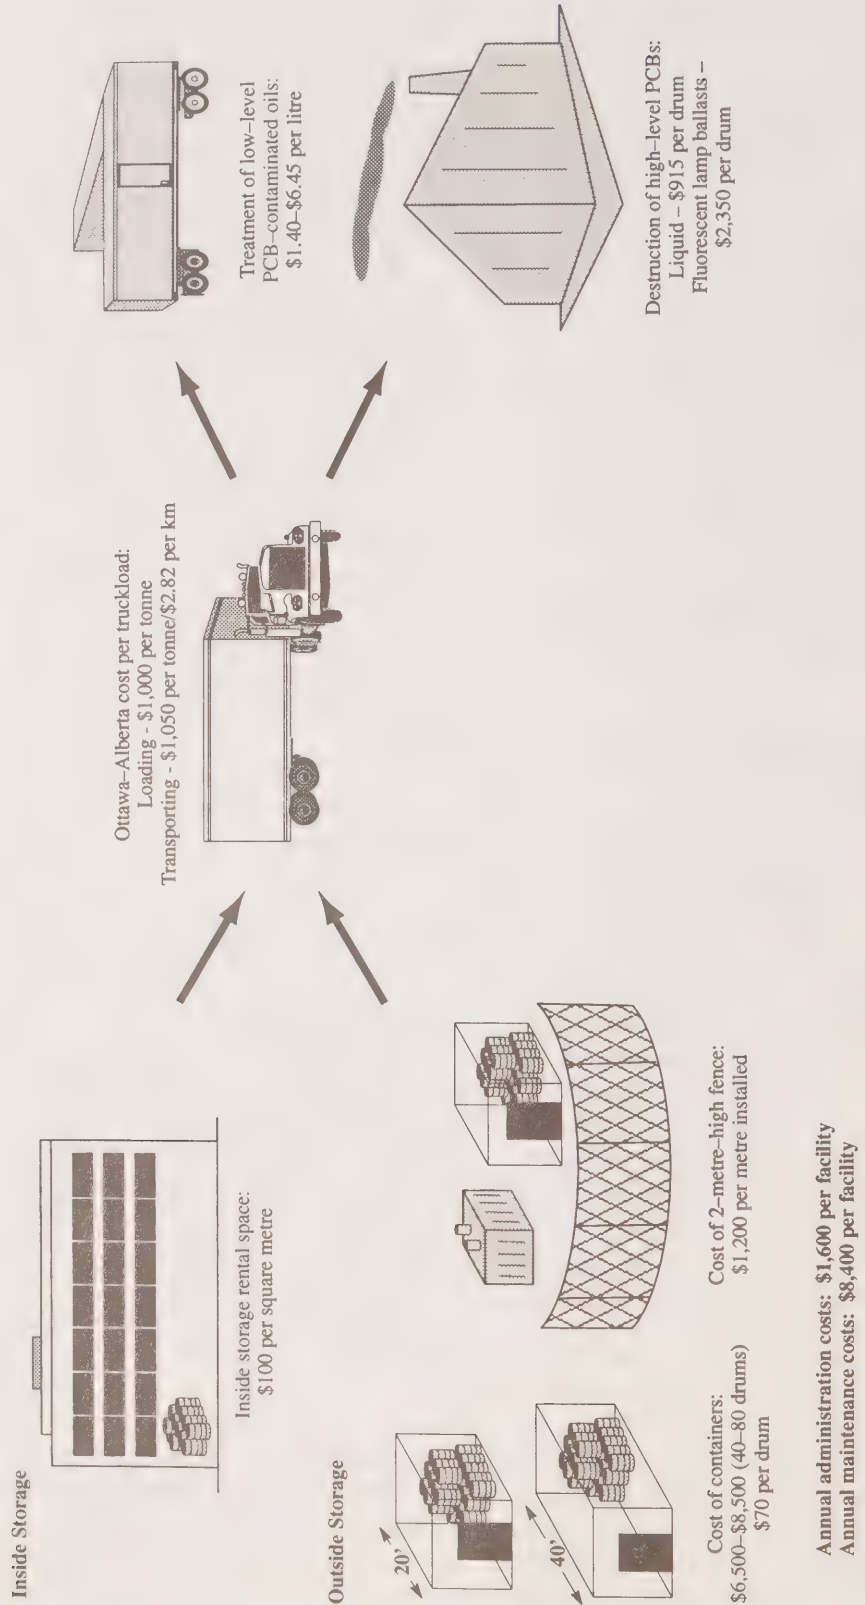 Inside Storage
Inside storage rental space:
$100 per square metre
Outside Storage
20'
40'
Cost of containers:
$6,500–$8,500 (40–80 drums)
$70 per drum
Cost of 2–metre–high fence:
$1,200 per metre installed
Annual administration costs: $1,600 per facility
Annual maintenance costs: $8,400 per facility
Ottawa–Alberta cost per truckload:
Loading - $1,000 per tonne
Transporting - $1,050 per tonne/$2.82 per km
Treatment of low–level
PCB–contaminated oils:
$1.40–$6.45 per litre
Destruction of high–level PCBs:
Liquid – $915 per drum
Fluorescent lamp ballasts –
$2,350 per drum